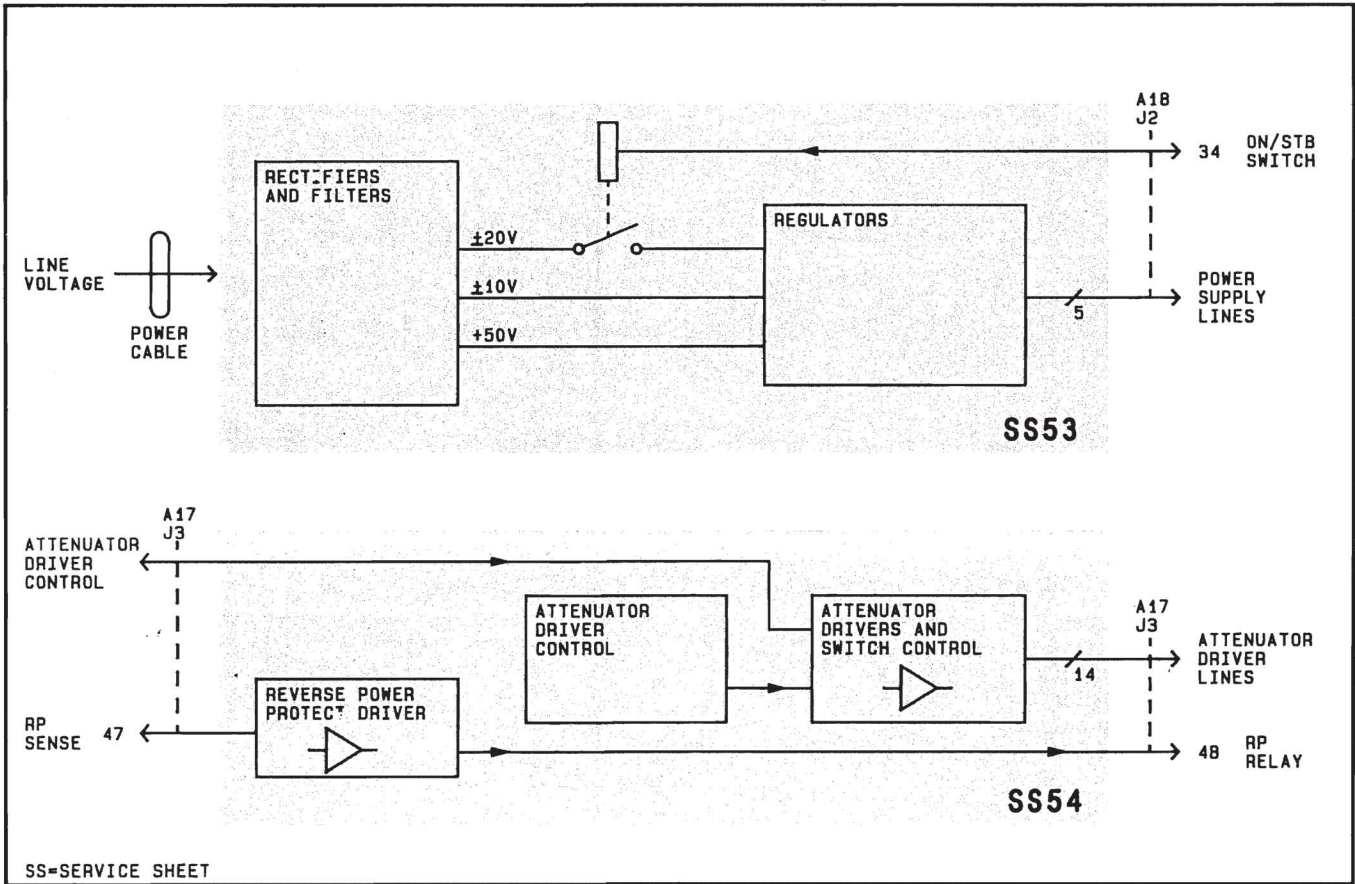 A18
J2
34 ON/STB
SWITCH
RECTIFIERS
AND FILTERS
REGULATORS
±20V
LINE
VOLTAGE
±10V
POWER
SUPPLY
LINES
5
POWER
CABLE
+50V
SS53
A17
J3
ATTENUATOR
DRIVER
CONTROL
ATTENUATOR
DRIVER
CONTROL
ATTENUATOR
DRIVERS AND
SWITCH CONTROL
A17
J3
ATTENUATOR
DRIVER
LINES
14
REVERSE POWER
PROTECT DRIVER
RP
SENSE 47
48 RP
RELAY
SS54
SS=SERVICE SHEET